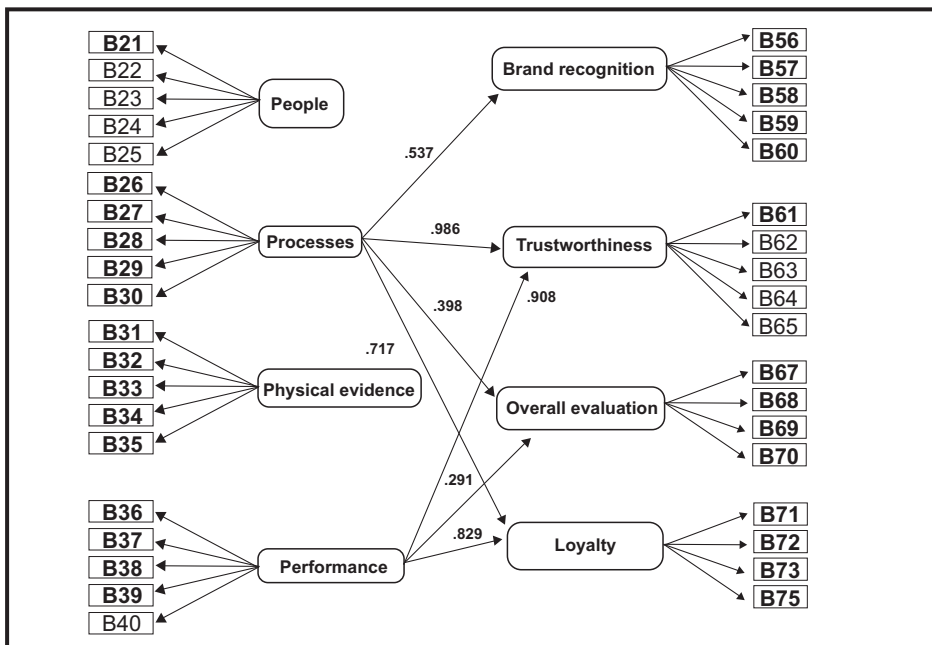 B21
B22
B23
B24
B25
People
B26
B27
B28
B29
B30
Processes
B31
B32
B33
B34
B35
Physical evidence
B36
B37
B38
B39
B40
Performance
.537
.986
.398
.908
.717
.291
.829
Brand recognition
B56
B57
B58
B59
B60
Trustworthiness
B61
B62
B63
B64
B65
Overall evaluation
B67
B68
B69
B70
Loyalty
B71
B72
B73
B75